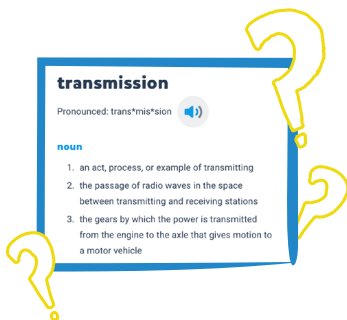 transmission
Pronounced: trans*mis*sion
noun
1. an act, process, or example of transmitting
2. the passage of radio waves in the space
between transmitting and receiving stations
3. the gears by which the power is transmitted
from the engine to the axle that gives motion to
a motor vehicle